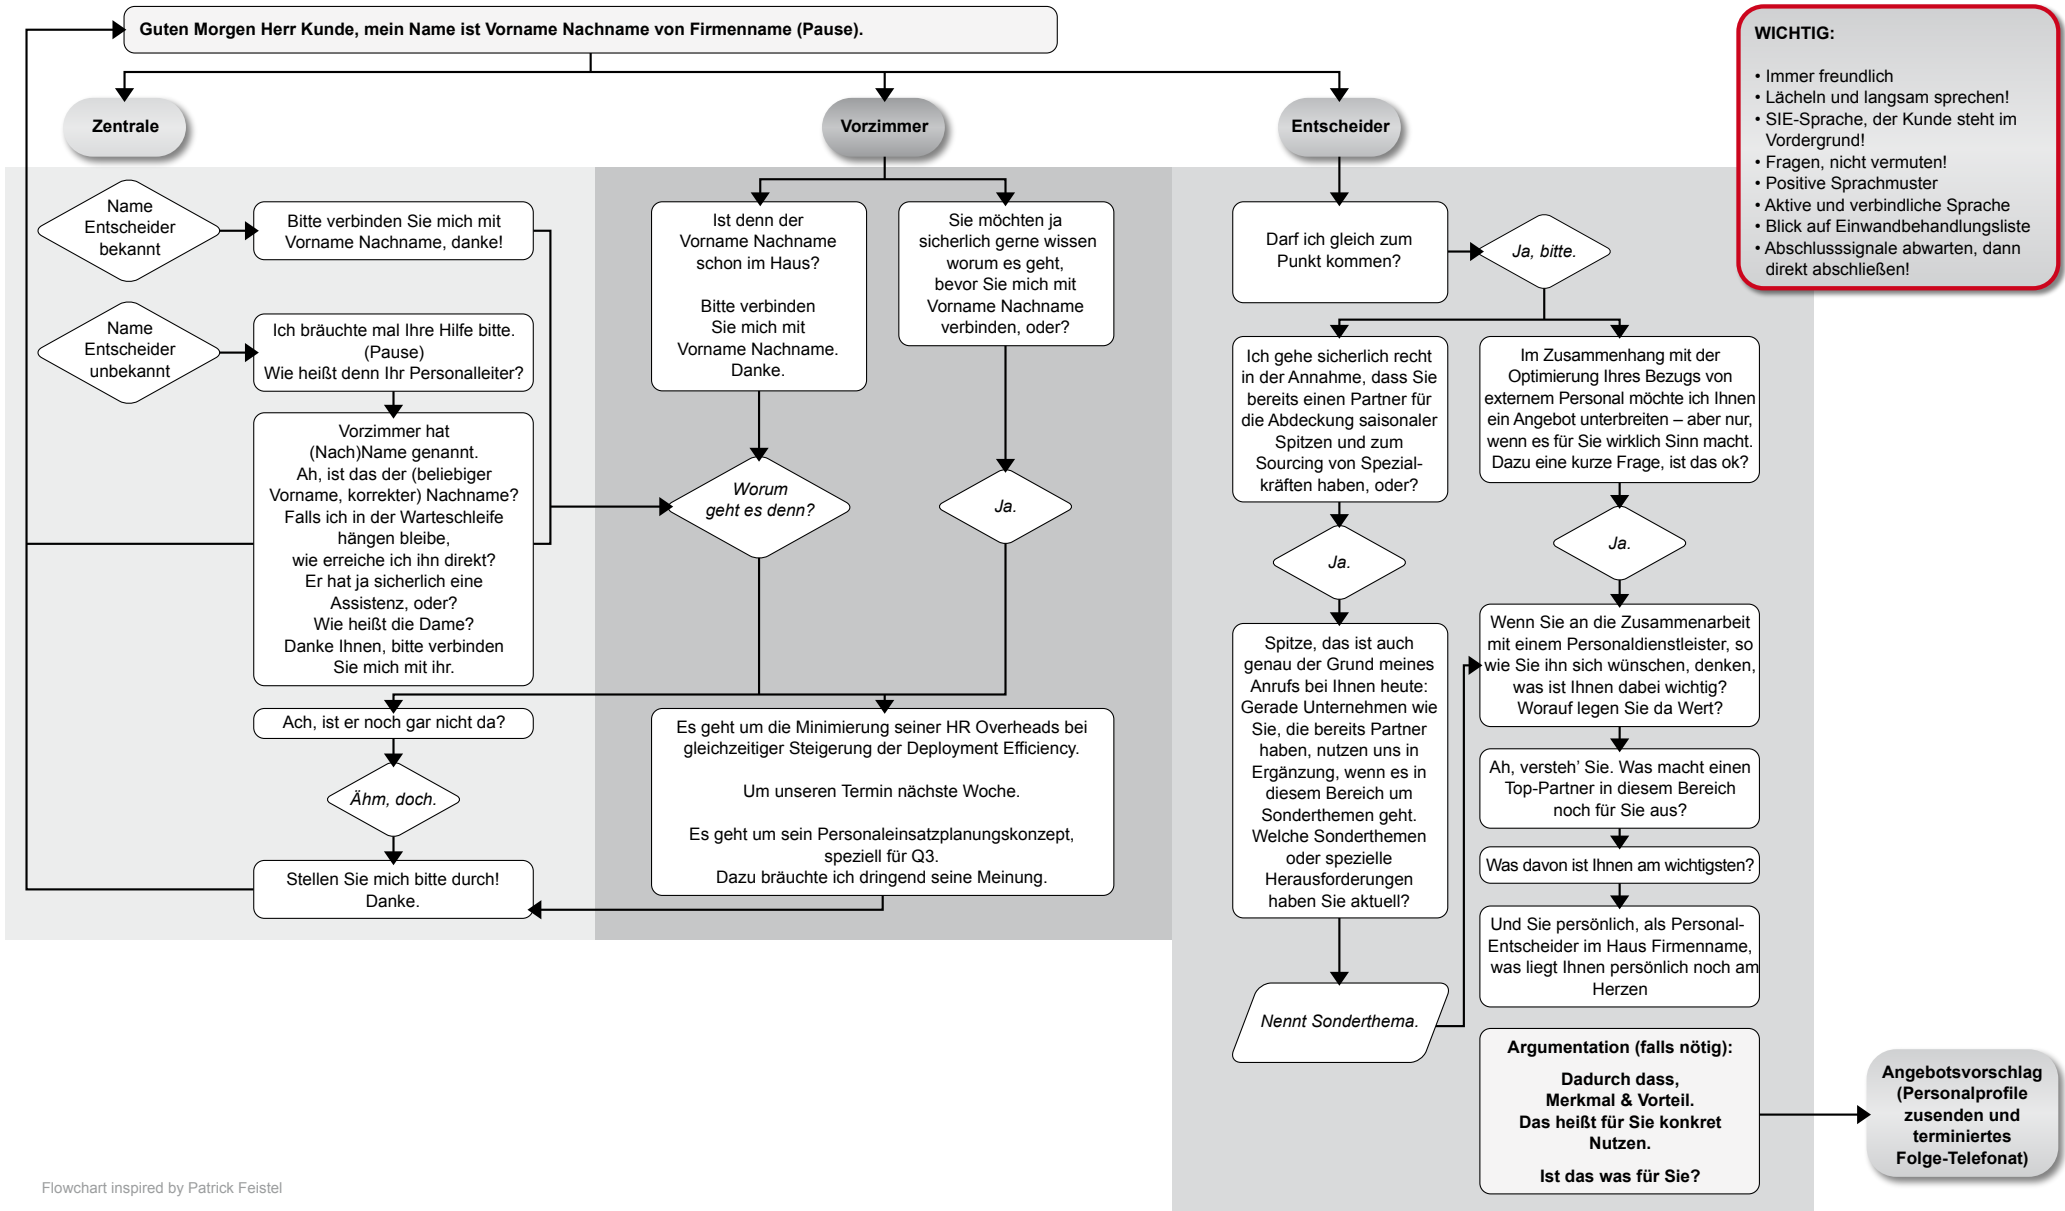 Guten Morgen Herr Kunde, mein Name ist Vorname Nachname von Firmenname (Pause).
WICHTIG:
• Immer freundlich
• Lächeln und langsam sprechen!
• SIE-Sprache, der Kunde steht im
Vordergrund!
• Fragen, nicht vermuten!
• Positive Sprachmuster
• Aktive und verbindliche Sprache
• Blick auf Einwandbehandlungsliste
• Abschlusssignale abwarten, dann
direkt abschließen!
Zentrale
Name
Entscheider
bekannt
Bitte verbinden Sie mich mit
Vorname Nachname, danke!
Name
Entscheider
unbekannt
Ich bräuchte mal Ihre Hilfe bitte.
(Pause)
Wie heißt denn Ihr Personalleiter?
Vorzimmer hat
(Nach)Name genannt.
Ah, ist das der (beliebiger
Vorname, korrekter) Nachname?
Falls ich in der Warteschleife
hängen bleibe,
wie erreiche ich ihn direkt?
Er hat ja sicherlich eine
Assistenz, oder?
Wie heißt die Dame?
Danke Ihnen, bitte verbinden
Sie mich mit ihr.
Ach, ist er noch gar nicht da?
Ähm, doch.
Stellen Sie mich bitte durch!
Danke.
Vorzimmer
Ist denn der
Vorname Nachname
schon im Haus?
Bitte verbinden
Sie mich mit
Vorname Nachname.
Danke.
Sie möchten ja
sicherlich gerne wissen
worum es geht,
bevor Sie mich mit
Vorname Nachname
verbinden, oder?
Worum
geht es denn?
Ja.
Es geht um die Minimierung seiner HR Overheads bei
gleichzeitiger Steigerung der Deployment Efficiency.
Um unseren Termin nächste Woche.
Es geht um sein Personaleinsatzplanungskonzept,
speziell für Q3.
Dazu bräuchte ich dringend seine Meinung.
Entscheider
Darf ich gleich zum
Punkt kommen?
Ja, bitte.
Ich gehe sicherlich recht
in der Annahme, dass Sie
bereits einen Partner für
die Abdeckung saisonaler
Spitzen und zum
Sourcing von Spezial-
kräften haben, oder?
Ja.
Spitze, das ist auch
genau der Grund meines
Anrufs bei Ihnen heute:
Gerade Unternehmen wie
Sie, die bereits Partner
haben, nutzen uns in
Ergänzung, wenn es in
diesem Bereich um
Sonderthemen geht.
Welche Sonderthemen
oder spezielle
Herausforderungen
haben Sie aktuell?
Nennt Sonderthema.
Im Zusammenhang mit der
Optimierung Ihres Bezugs von
externem Personal möchte ich Ihnen
ein Angebot unterbreiten – aber nur,
wenn es für Sie wirklich Sinn macht.
Dazu eine kurze Frage, ist das ok?
Ja.
Wenn Sie an die Zusammenarbeit
mit einem Personaldienstleister, so
wie Sie ihn sich wünschen, denken,
was ist Ihnen dabei wichtig?
Worauf legen Sie da Wert?
Ah, versteh’ Sie. Was macht einen
Top-Partner in diesem Bereich
noch für Sie aus?
Was davon ist Ihnen am wichtigsten?
Und Sie persönlich, als Personal-
Entscheider im Haus Firmenname,
was liegt Ihnen persönlich noch am
Herzen
Argumentation (falls nötig):
Dadurch dass,
Merkmal & Vorteil.
Das heißt für Sie konkret
Nutzen.
Ist das was für Sie?
Angebotsvorschlag
(Personalprofile
zusenden und
terminiertes
Folge-Telefonat)
Flowchart inspired by Patrick Feistel